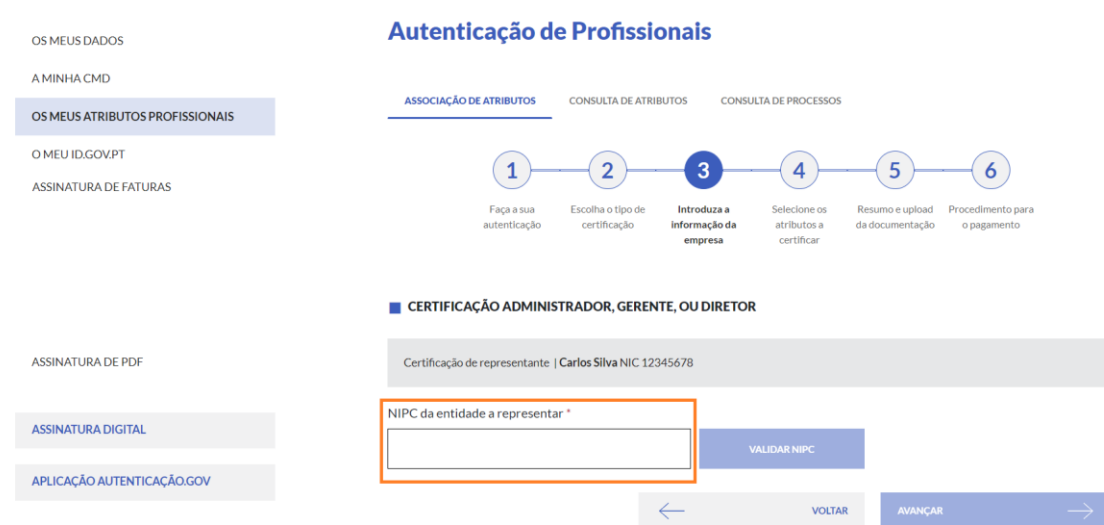 OS MEUS DADOS
A MINHA CMD
OS MEUS ATRIBUTOS PROFISSIONAIS
O MEU ID.GOV.PT
ASSINATURA DE FATURAS
ASSINATURA DE PDF
ASSINATURA DIGITAL
APLICAÇÃO AUTENTICAÇÃO.GOV
Autenticação de Profissionais
ASSOCIAÇÃO DE ATRIBUTOS CONSULTA DE ATRIBUTOS CONSULTA DE PROCESSOS
1 2 3 4 5 6
Faça a sua
autenticação
Escolha o tipo de
certificação
Introduza a
informação da
empresa
Selecione os
atributos a
certificar
Resumo e upload
da documentação
Procedimento para
o pagamento
CERTIFICAÇÃO ADMINISTRADOR, GERENTE, OU DIRETOR
Certificação de representante | Carlos Silva NIC 12345678
NIPC da entidade a representar *
VALIDAR NIPC
VOLTAR
AVANÇAR